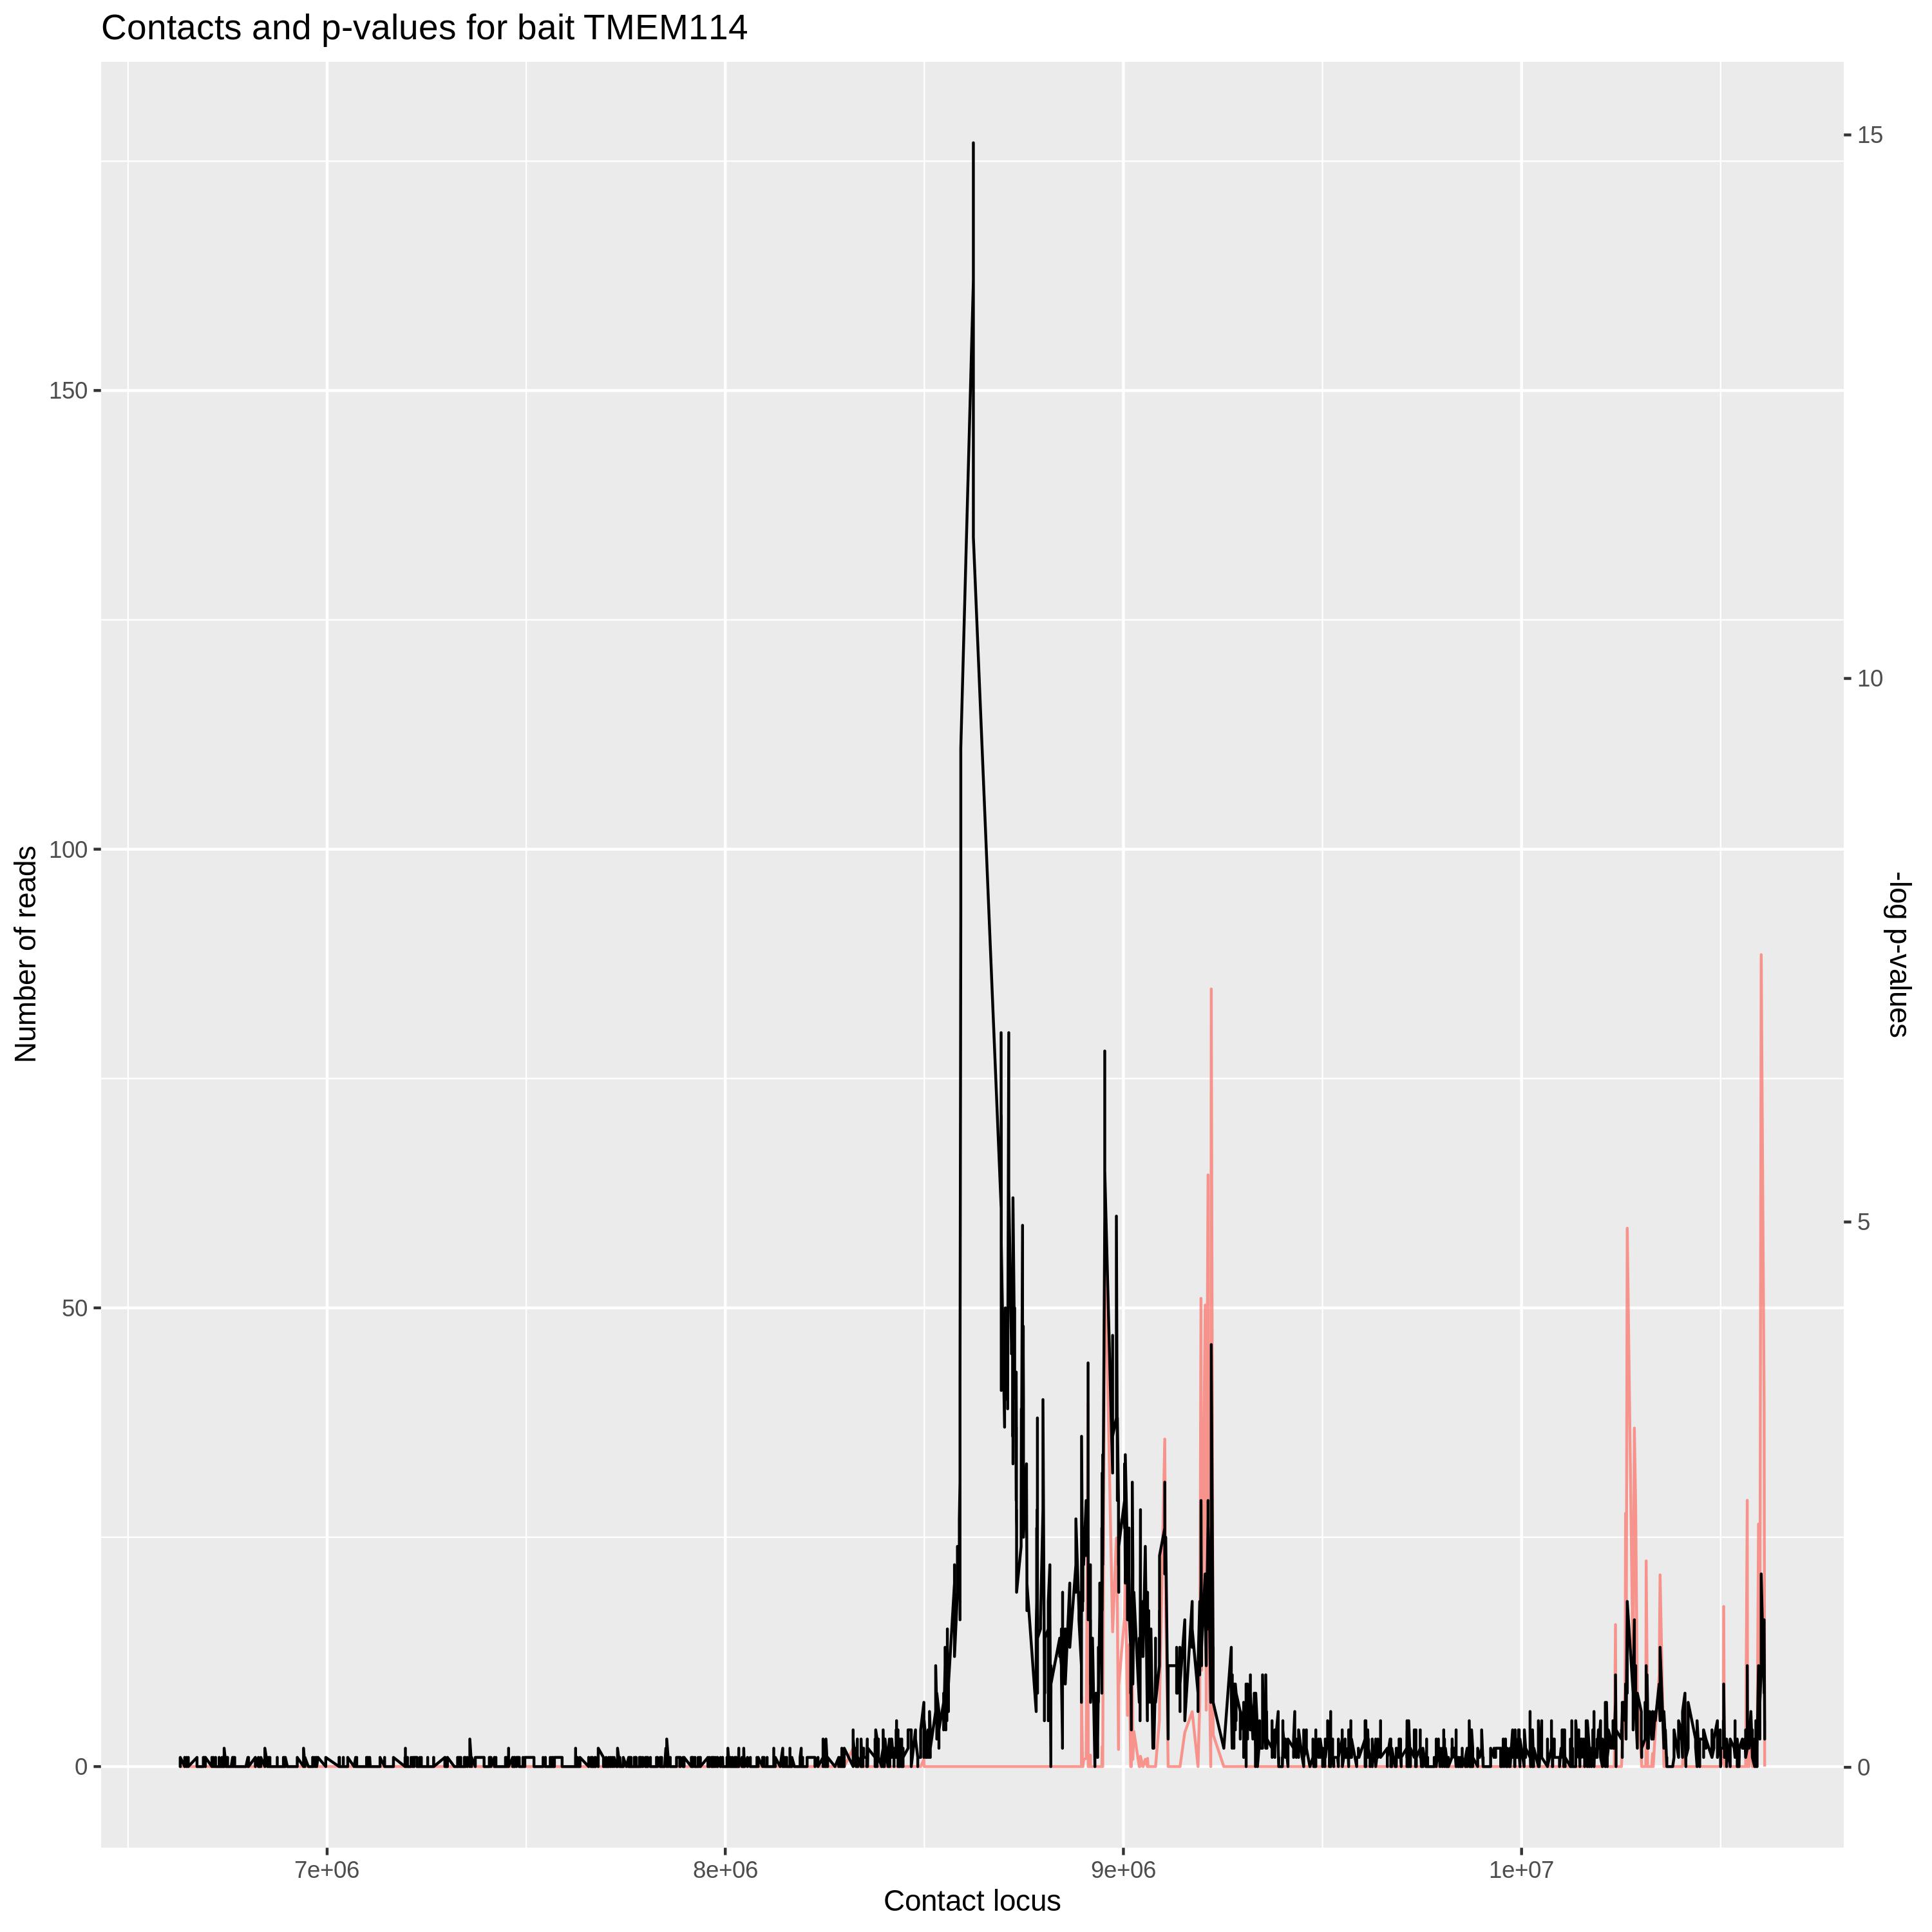 Contacts and p-values for bait TMEM114
15
150
10
100
Number of reads
-log p-values
5
50
0
0
7e+06
8e+06
9e+06
1e+07
Contact locus